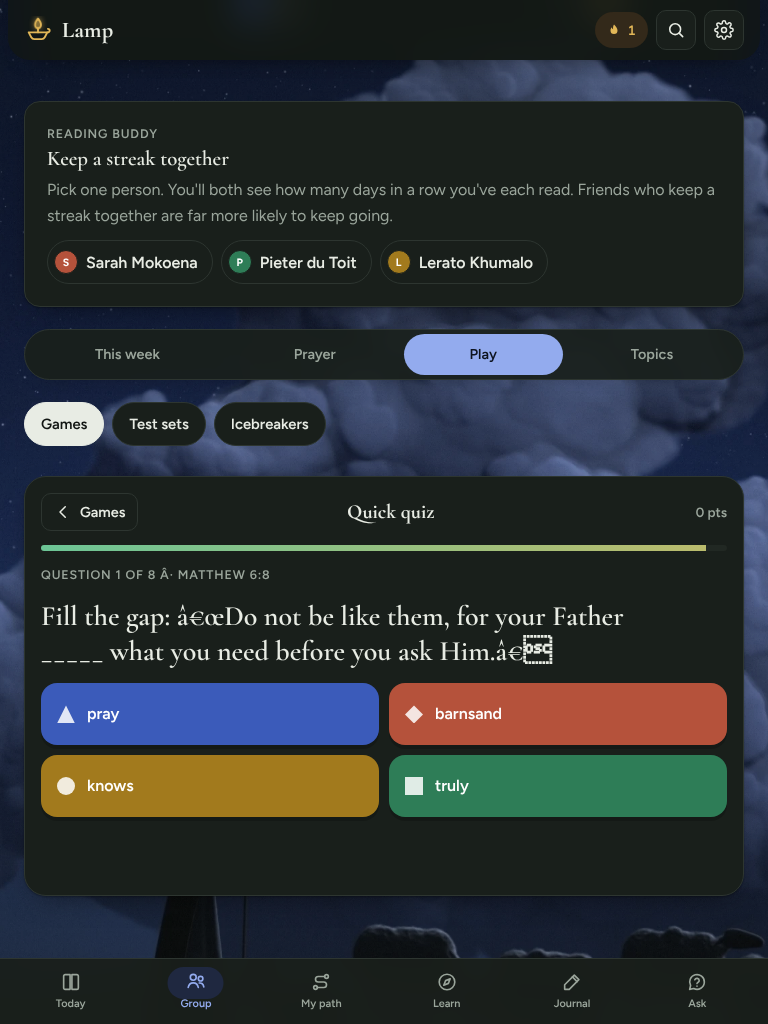 Lamp
1
READING BUDDY
Keep a streak together
Pick one person. You'll both see how many days in a row you've each read. Friends who keep a
streak together are far more likely to keep going.
S Sarah Mokoena P Pieter du Toit L Lerato Khumalo
This week Prayer Play Topics
Games Test sets Icebreakers
Games Quick quiz 0 pts
QUESTION 1 OF 8 Â· MATTHEW 6:8
Fill the gap: â€œDo not be like them, for your Father
_____ what you need before you ask Him.â€OSC
pray barnsand
knows truly
Today Group My path Learn Journal Ask